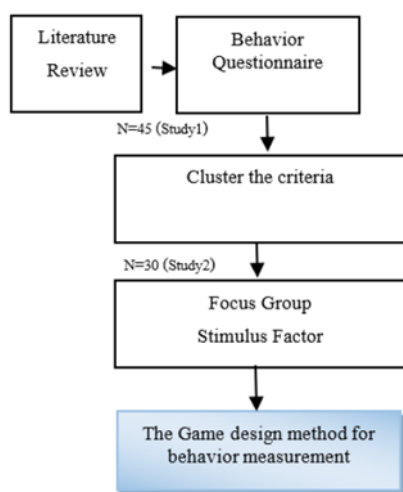 Literature
Review
Behavior
Questionnaire
N=45 (Study1)
Cluster the criteria
N=30 (Study2)
Focus Group
Stimulus Factor
The Game design method for
behavior measurement